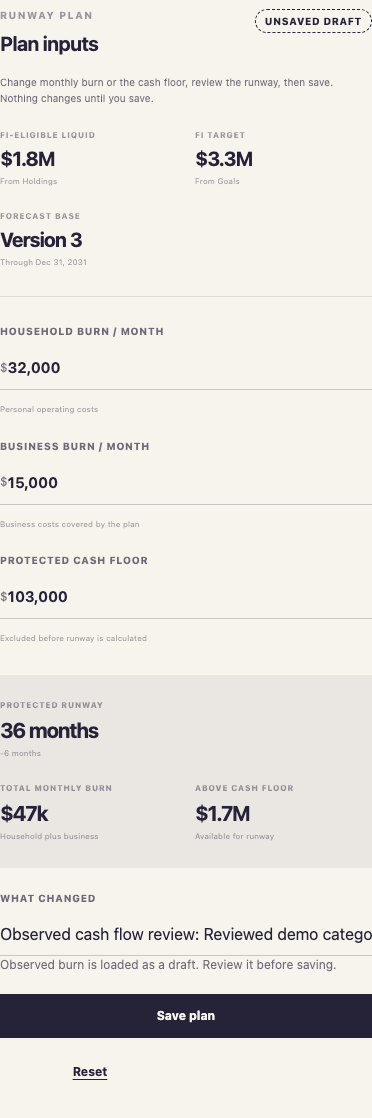 RUNWAY PLAN
UNSAVED DRAFT
Plan inputs
Change monthly burn or the cash floor, review the runway, then save.
Nothing changes until you save.
FI-ELIGIBLE LIQUID
FI TARGET
$1.8M
$3.3M
From Holdings
From Goals
FORECAST BASE
Version 3
Through Dec 31, 2031
HOUSEHOLD BURN / MONTH
$32,000
Personal operating costs
BUSINESS BURN / MONTH
$15,000
Business costs covered by the plan
PROTECTED CASH FLOOR
$103,000
Excluded before runway is calculated
PROTECTED RUNWAY
36 months
-6 months
TOTAL MONTHLY BURN
ABOVE CASH FLOOR
$47k
$1.7M
Household plus business
Available for runway
WHAT CHANGED
Observed cash flow review: Reviewed demo catego
Observed burn is loaded as a draft. Review it before saving.
Save plan
Reset